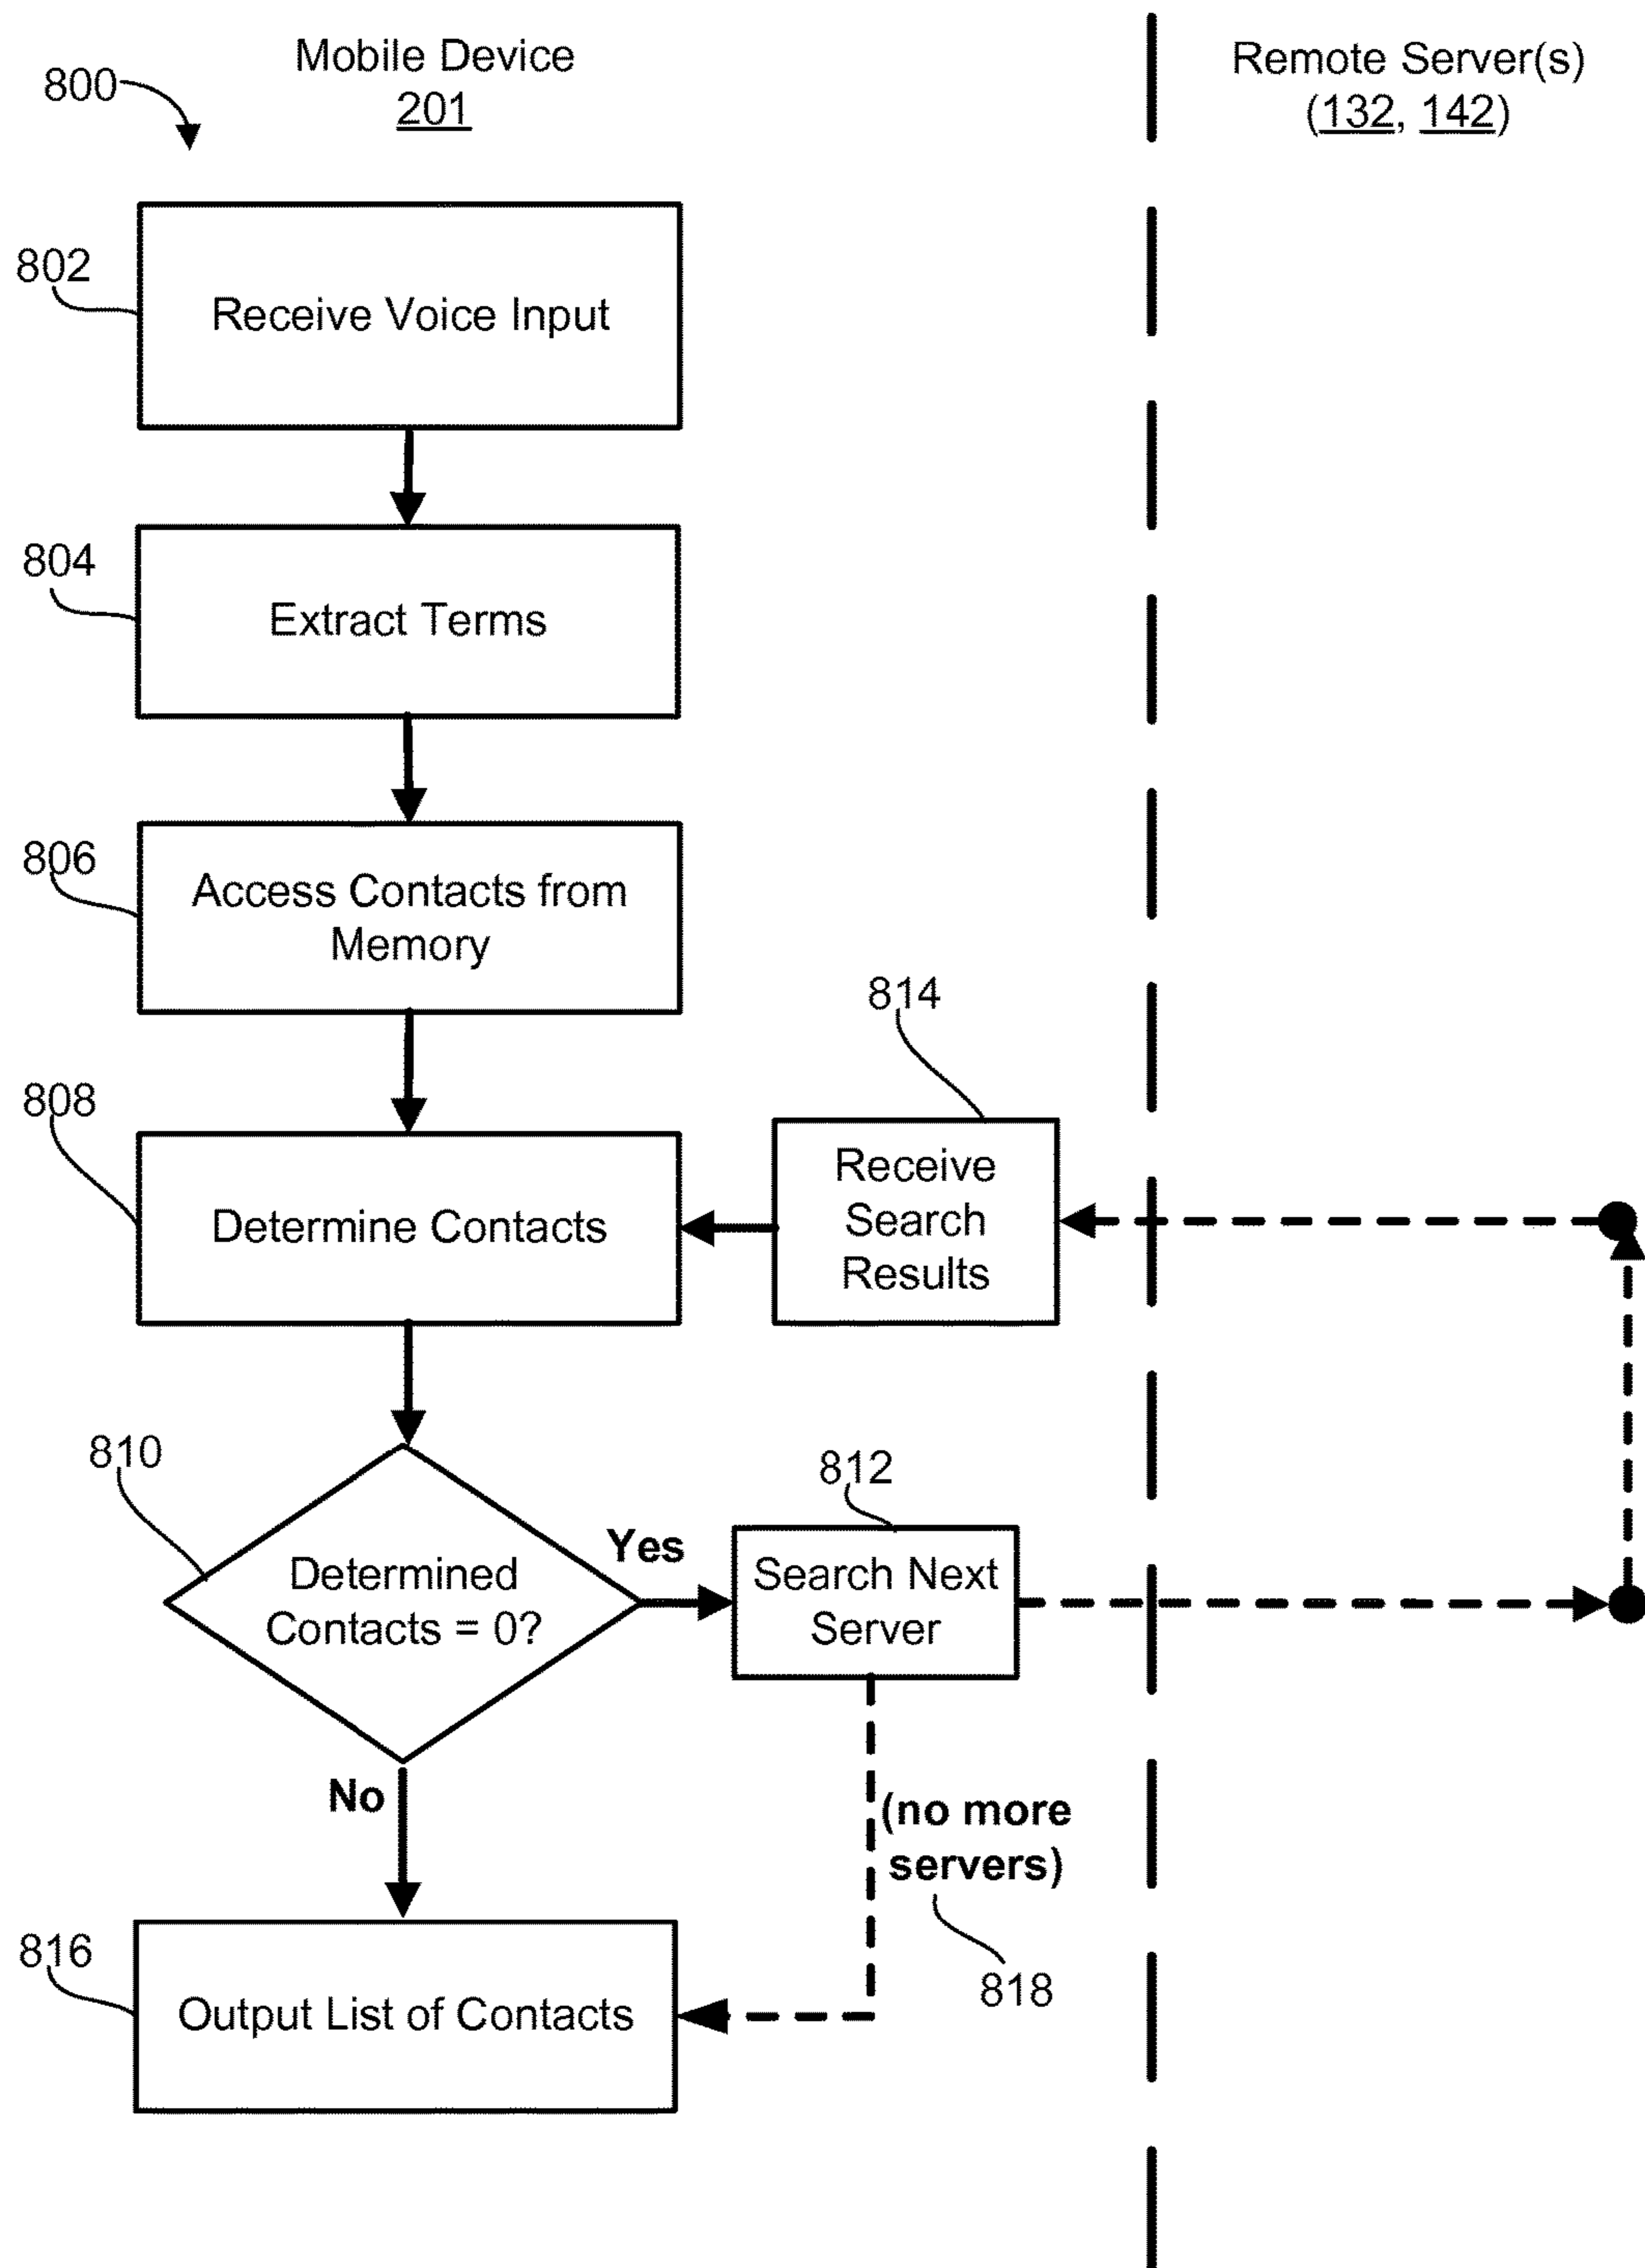 800
Mobile Device
201
Remote Server(s)
(132, 142)
802
Receive Voice Input
804
Extract Terms
806
Access Contacts from
Memory
814
808
Determine Contacts
Receive
Search
Results
810
Determined
Contacts = 0?
Yes
812
Search Next
Server
No
(no more
servers)
818
816
Output List of Contacts